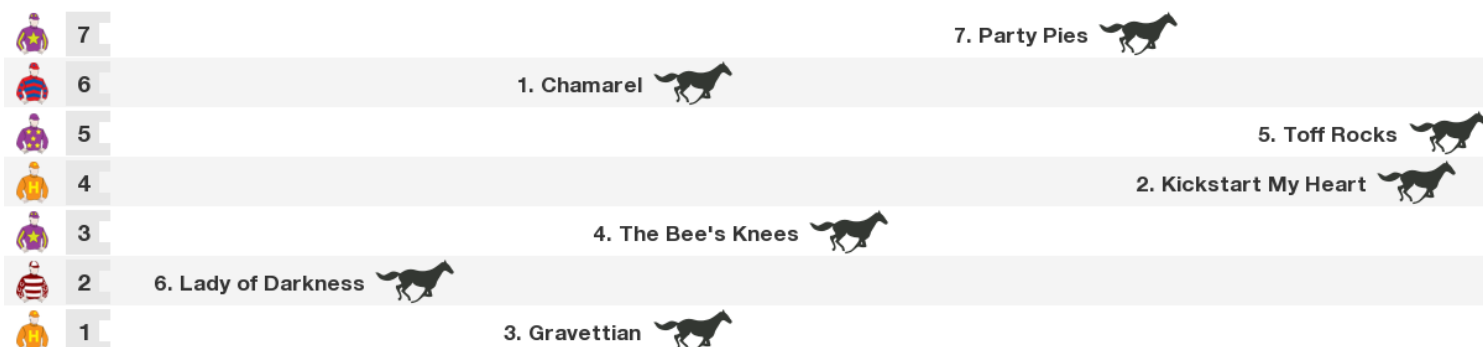 7 7. Party Pies
6 1. Chamarel
5 5. Toff Rocks
H 4 2. Kickstart My Heart
3 4. The Bee's Knees
2 6. Lady of Darkness
H 1 3. Gravettian